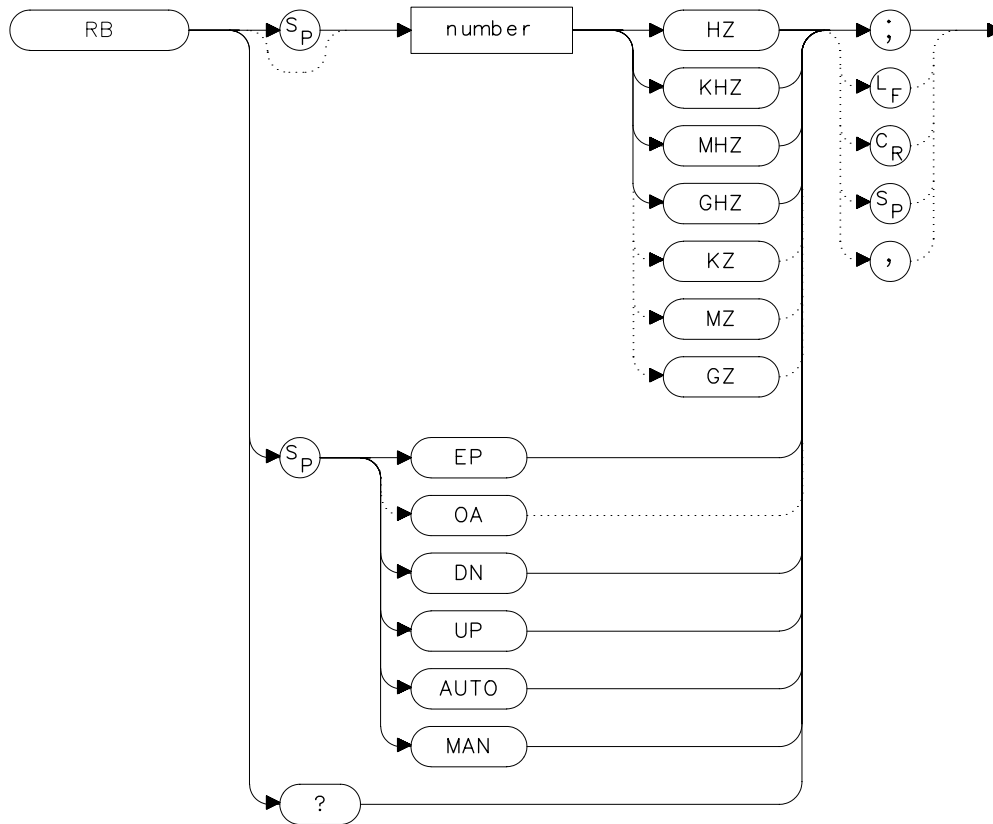 RB SP number HZ ;
KHZ LF
MHZ CR
GHZ SP
KZ ,
MZ
GZ
SP EP
OA
DN
UP
AUTO
MAN
?